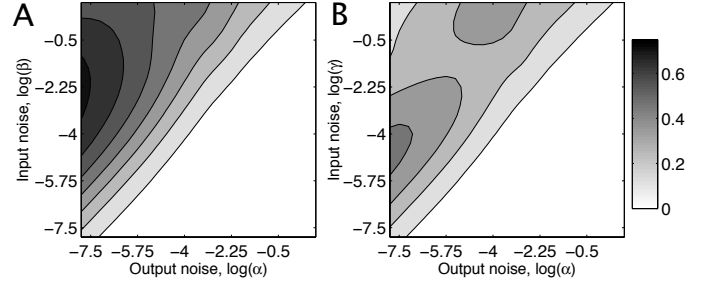 A
B
Input noise, log(β)
-0.5
-2.25
-4
-5.75
-7.5
-7.5 -5.75 -4 -2.25 -0.5
Output noise, log(α)
Input noise, log(γ)
-0.5
-2.25
-4
-5.75
-7.5
-7.5 -5.75 -4 -2.25 -0.5
Output noise, log(α)
0.6
0.4
0.2
0